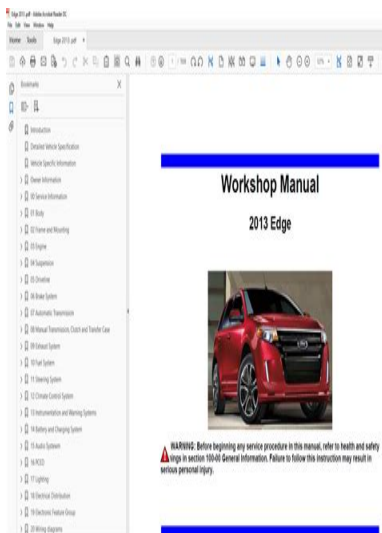 Edge 2013.pdf - Adobe Acrobat Reader DC
File Edit View Window Help
Home Tools Edge 2013.pdf ×
Bookmarks X
Introduction
Detailed Vehicle Specification
Vehicle Specific Information
Owner Information
00 Service Information
01 Body
02 Frame and Mounting
03 Engine
04 Suspension
05 Driveline
06 Brake System
07 Automatic Transmission
08 Manual Transmission, Clutch and Transfer Case
09 Exhaust System
10 Fuel System
11 Steering System
12 Climate Control System
13 Instrumentation and Warning Systems
14 Battery and Charging System
15 Audio System
17 Lighting
18 Electrical Distribution
19 Electronic Feature Group
20 Wiring diagrams
Workshop Manual
2013 Edge
WARNING: Before beginning any service procedure in this manual, refer to health and safety
nings in section 100-00 General Information. Failure to follow this instruction may result in
serious personal injury.